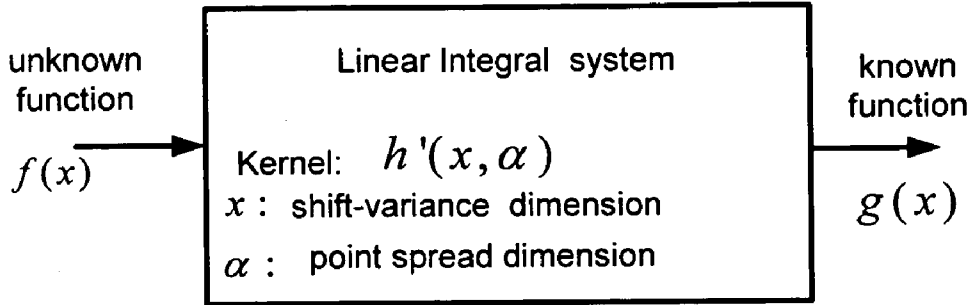 unknown
function
f(x)
Linear Integral system
Kernel: h'(x, α)
x : shift-variance dimension
α : point spread dimension
known
function
g(x)